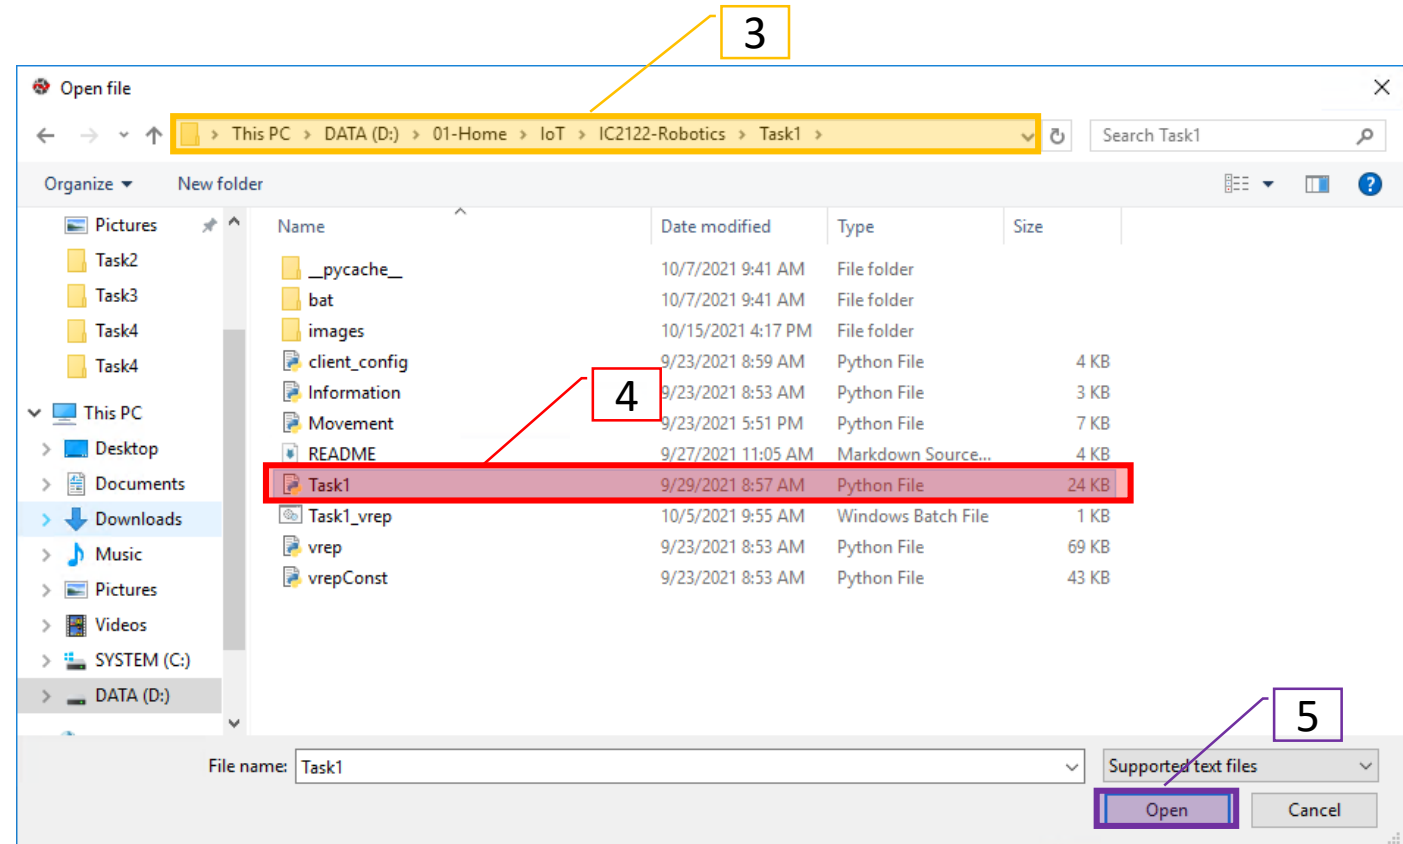 3
Open file
This PC > DATA (D:) > 01-Home > IoT > IC2122-Robotics > Task1 >
Search Task1
Organize
New folder
Name
Date modified
Type
Size
Pictures
Task2
Task3
Task4
Task4
This PC
Desktop
Documents
Downloads
Music
Pictures
Videos
SYSTEM (C:)
DATA (D:)
__pycache__ 10/7/2021 9:41 AM File folder
bat 10/7/2021 9:41 AM File folder
images 10/15/2021 4:17 PM File folder
client_config 9/23/2021 8:59 AM Python File 4 KB
Information 9/23/2021 8:53 AM Python File 3 KB
4
Movement 9/23/2021 5:51 PM Python File 7 KB
README 9/27/2021 11:05 AM Markdown Source... 4 KB
Task1 9/29/2021 8:57 AM Python File 24 KB
Task1_vrep 10/5/2021 9:55 AM Windows Batch File 1 KB
vrep 9/23/2021 8:53 AM Python File 69 KB
vrepConst 9/23/2021 8:53 AM Python File 43 KB
5
File name: Task1
Supported text files
Open
Cancel